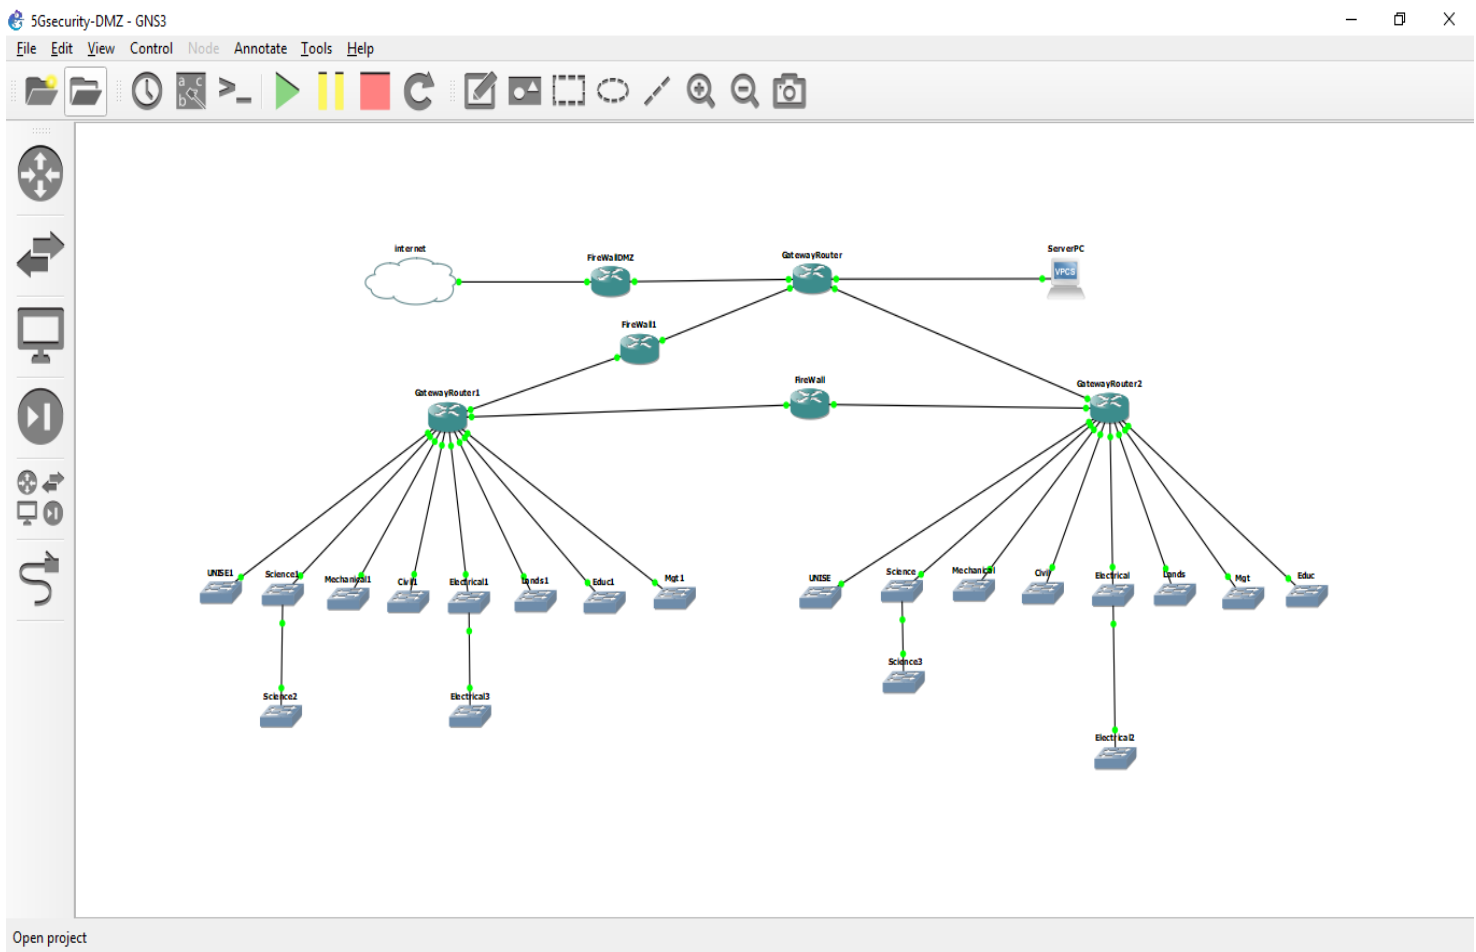 5Gsecurity-DMZ - GNS3
File Edit View Control Node Annotate Tools Help
internet
FireWallDMZ
GatewayRouter
ServerPC
VPCS
FireWall1
FireWall
GatewayRouter1
GatewayRouter2
UNISE1
Science1
Mechanical1
Civil1
Electrical1
Lands1
Educ1
Mgt1
UNISE
Science
Mechanical
Civil
Electrical
Lands
Mgt
Educ
Science3
Science2
Electrical3
Electrical2
Open project